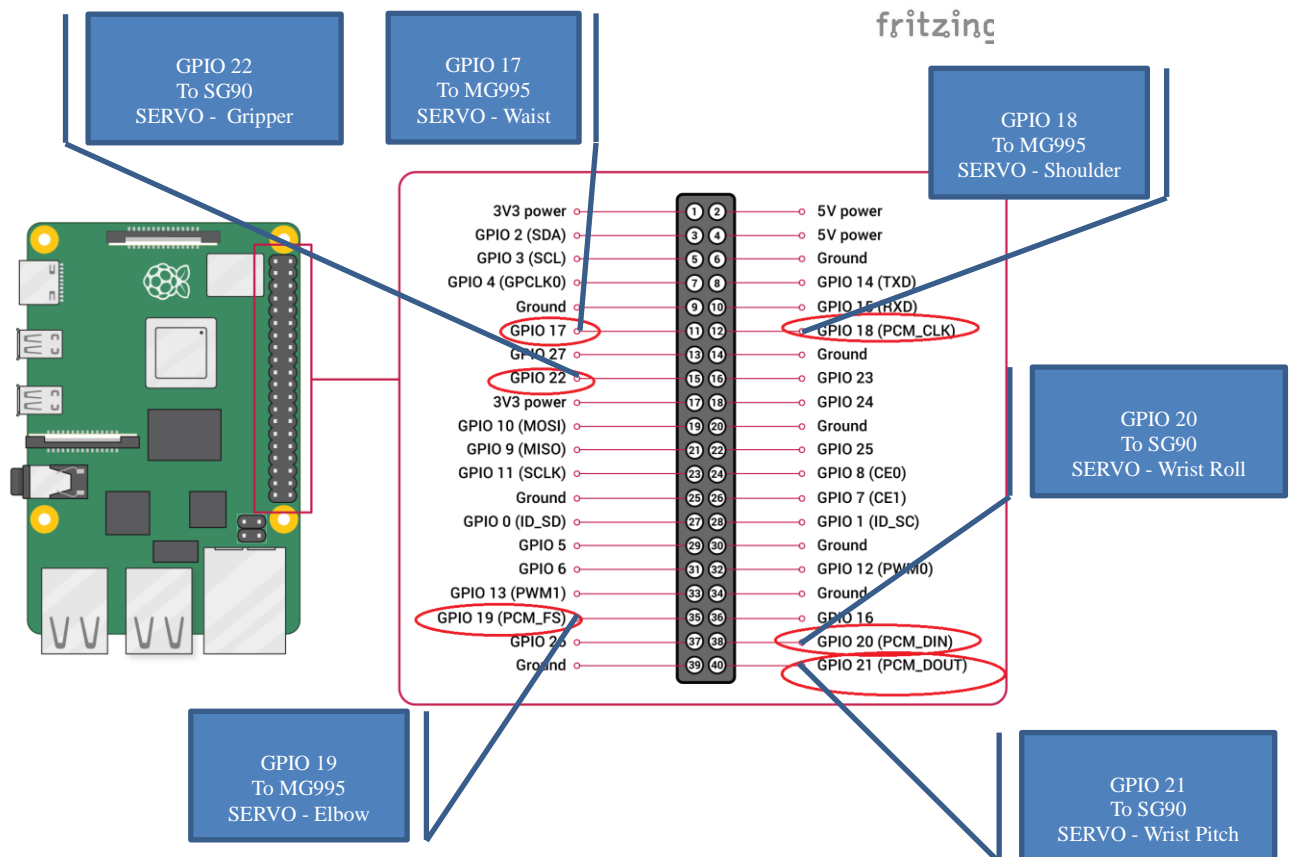 fritzing
GPIO 22
To SG90
SERVO - Gripper
GPIO 17
To MG995
SERVO - Waist
GPIO 18
To MG995
SERVO - Shoulder
3V3 power 1 2 5V power
GPIO 2 (SDA) 3 4 5V power
GPIO 3 (SCL) 5 6 Ground
GPIO 4 (GPCLK0) 7 8 GPIO 14 (TXD)
Ground 9 10 GPIO 15 (RXD)
GPIO 17 11 12 GPIO 18 (PCM_CLK)
GPIO 27 13 14 Ground
GPIO 22 15 16 GPIO 23
3V3 power 17 18 GPIO 24
GPIO 10 (MOSI) 19 20 Ground
GPIO 9 (MISO) 21 22 GPIO 25
GPIO 11 (SCLK) 23 24 GPIO 8 (CE0)
Ground 25 26 GPIO 7 (CE1)
GPIO 0 (ID_SD) 27 28 GPIO 1 (ID_SC)
GPIO 5 29 30 Ground
GPIO 6 31 32 GPIO 12 (PWM0)
GPIO 13 (PWM1) 33 34 Ground
GPIO 19 (PCM_FS) 35 36 GPIO 16
GPIO 26 37 38 GPIO 20 (PCM_DIN)
Ground 39 40 GPIO 21 (PCM_DOUT)
GPIO 20
To SG90
SERVO - Wrist Roll
GPIO 19
To MG995
SERVO - Elbow
GPIO 21
To SG90
SERVO - Wrist Pitch